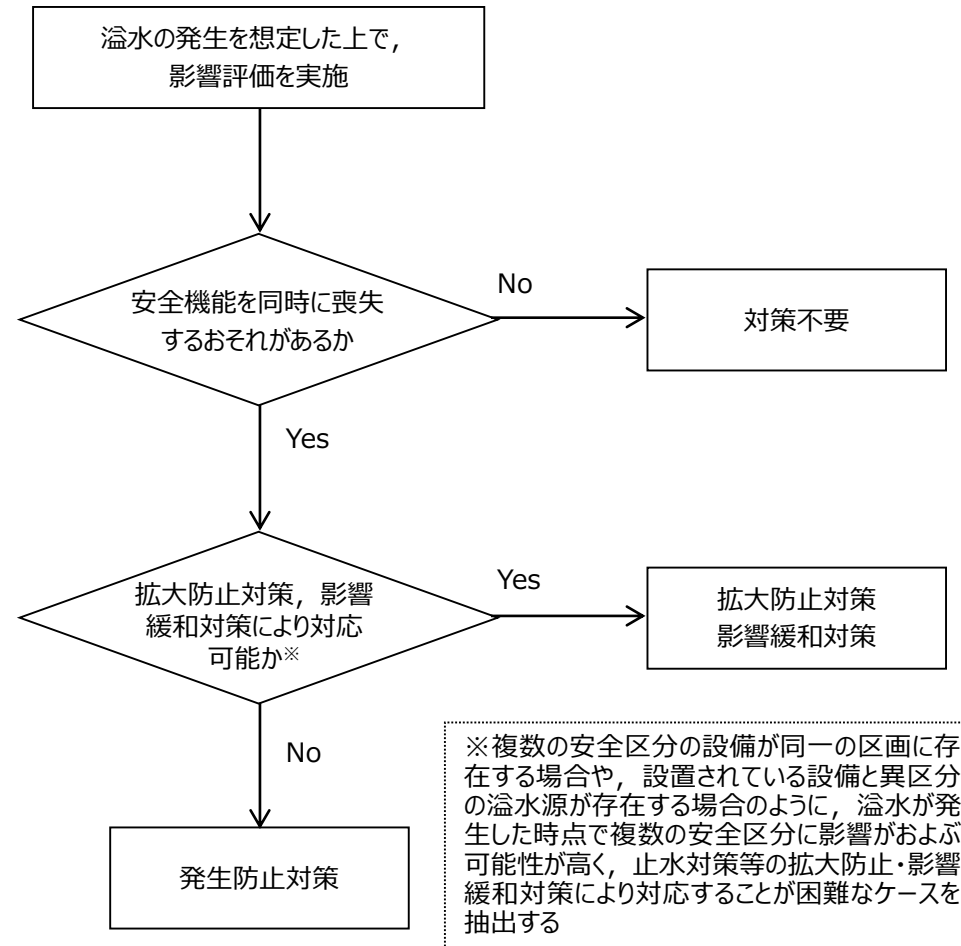 溢水の発生を想定した上で，
影響評価を実施
安全機能を同時に喪失
するおそれがあるか
No
対策不要
Yes
拡大防止対策，影響
緩和対策により対応
可能か※
Yes
拡大防止対策
影響緩和対策
No
発生防止対策
※複数の安全区分の設備が同一の区画に存
在する場合や，設置されている設備と異区分
の溢水源が存在する場合のように，溢水が発
生した時点で複数の安全区分に影響がおよぶ
可能性が高く，止水対策等の拡大防止・影響
緩和対策により対応することが困難なケースを
抽出する